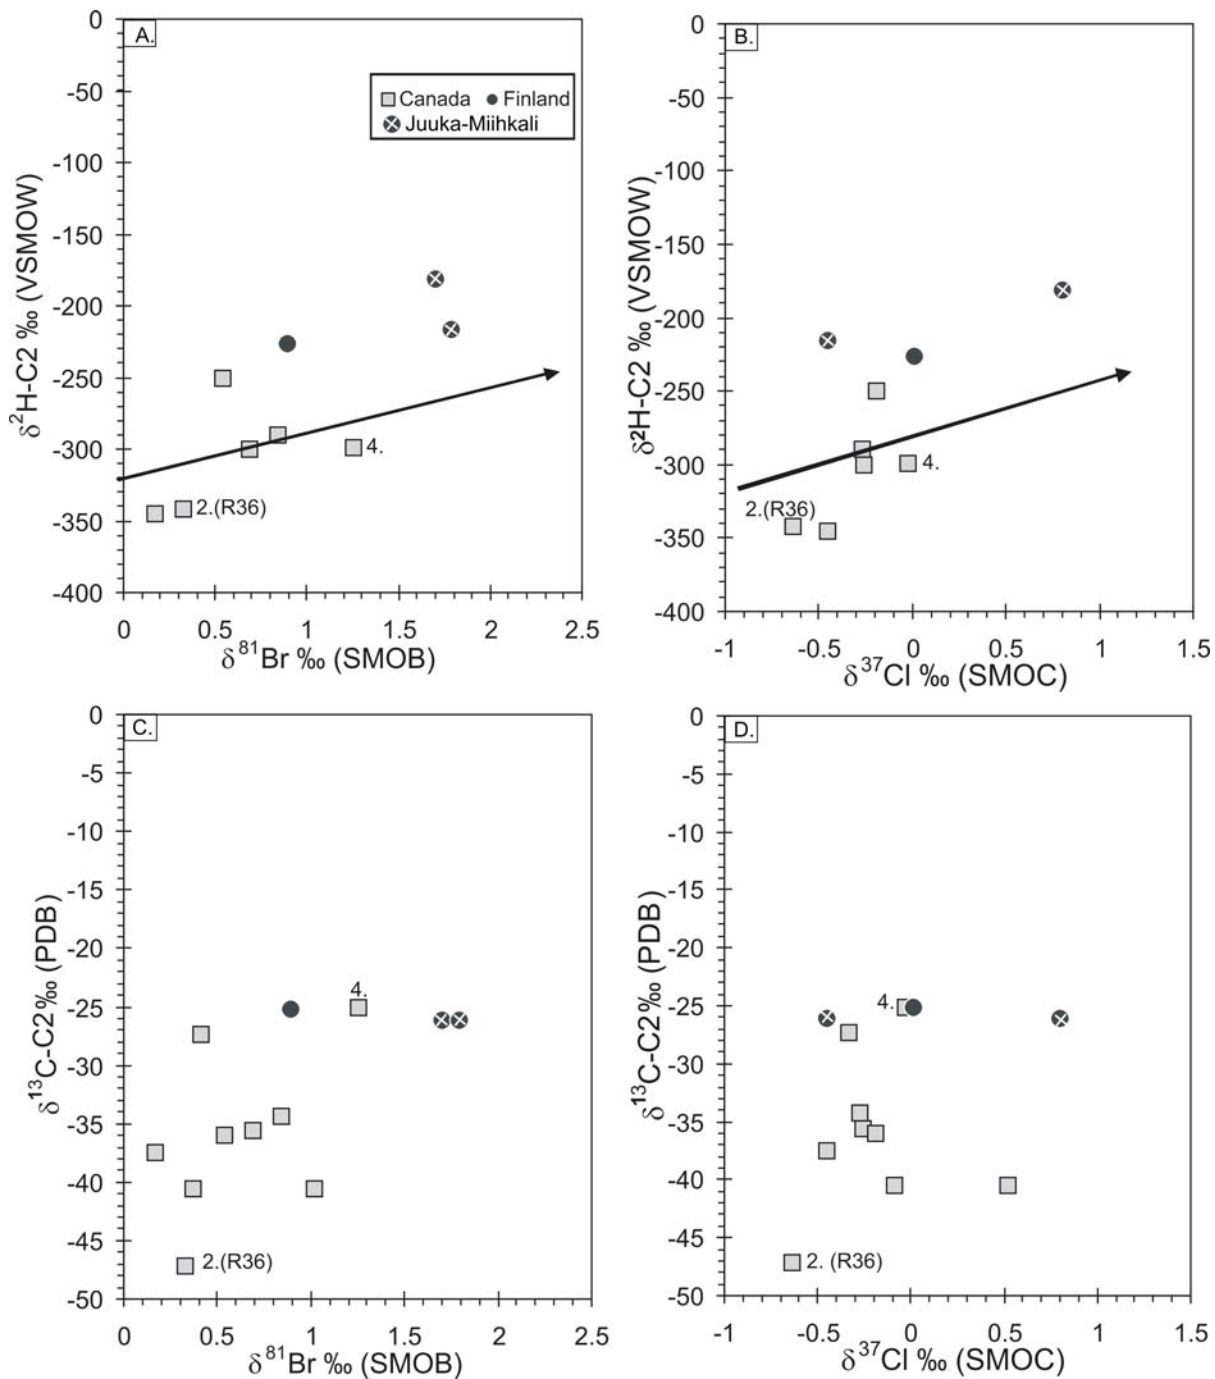 A.
Canada Finland
Juuka-Miihkali
0
-50
-100
-150
-200
-250
-300
-350
-400
δ²H-C2 ‰ (VSMOW)
4.
2.(R36)
0 0.5 1 1.5 2 2.5
δ⁸¹Br ‰ (SMOB)
B.
0
-50
-100
-150
-200
-250
-300
-350
-400
δ²H-C2 ‰ (VSMOW)
4.
2.(R36)
-1 -0.5 0 0.5 1 1.5
δ³⁷Cl ‰ (SMOC)
C.
0
-5
-10
-15
-20
-25
-30
-35
-40
-45
-50
δ¹³C-C2‰ (PDB)
4.
2.(R36)
0 0.5 1 1.5 2 2.5
δ⁸¹Br ‰ (SMOB)
D.
0
-5
-10
-15
-20
-25
-30
-35
-40
-45
-50
δ¹³C-C2‰ (PDB)
4.
2. (R36)
-1 -0.5 0 0.5 1 1.5
δ³⁷Cl ‰ (SMOC)